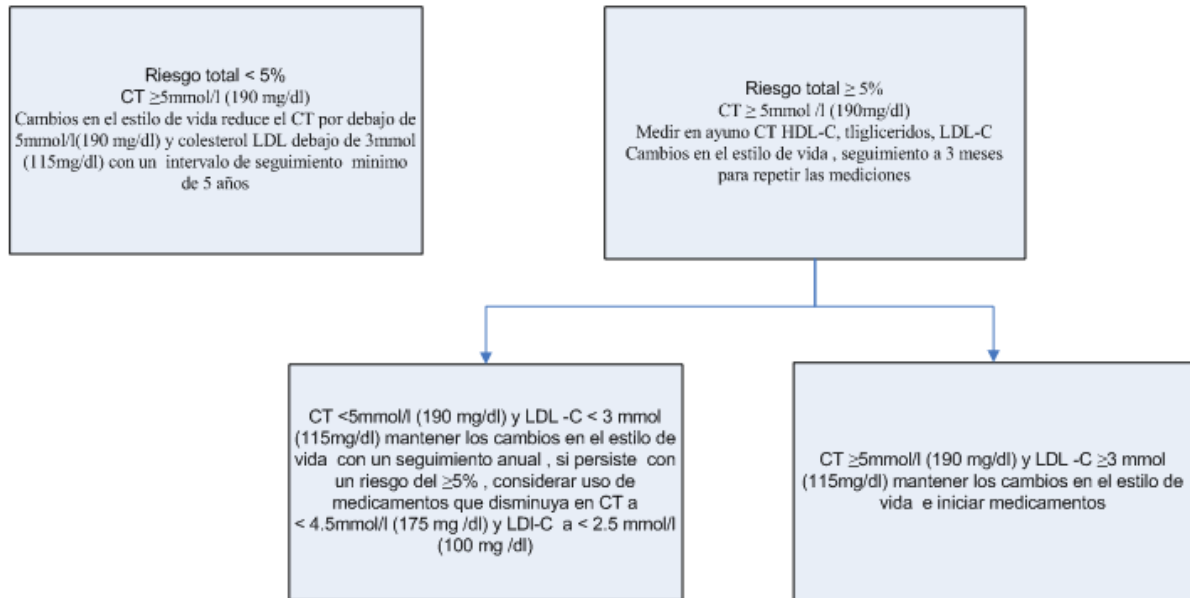 Riesgo total < 5%
CT ≥5mmol/l (190 mg/dl)
Cambios en el estilo de vida reduce el CT por debajo de
5mmol/l(190 mg/dl) y colesterol LDL debajo de 3mmol
(115mg/dl) con un intervalo de seguimiento minimo
de 5 años
Riesgo total ≥ 5%
CT ≥ 5mmol /l (190mg/dl)
Medir en ayuno CT HDL-C, tligliceridos, LDL-C
Cambios en el estilo de vida , seguimiento a 3 meses
para repetir las mediciones
CT <5mmol/l (190 mg/dl) y LDL -C < 3 mmol
(115mg/dl) mantener los cambios en el estilo de
vida con un seguimiento anual , si persiste con
un riesgo del ≥5% , considerar uso de
medicamentos que disminuya en CT a
< 4.5mmol/l (175 mg /dl) y LDl-C a < 2.5 mmol/l
(100 mg /dl)
CT ≥5mmol/l (190 mg/dl) y LDL -C ≥3 mmol
(115mg/dl) mantener los cambios en el estilo de
vida e iniciar medicamentos